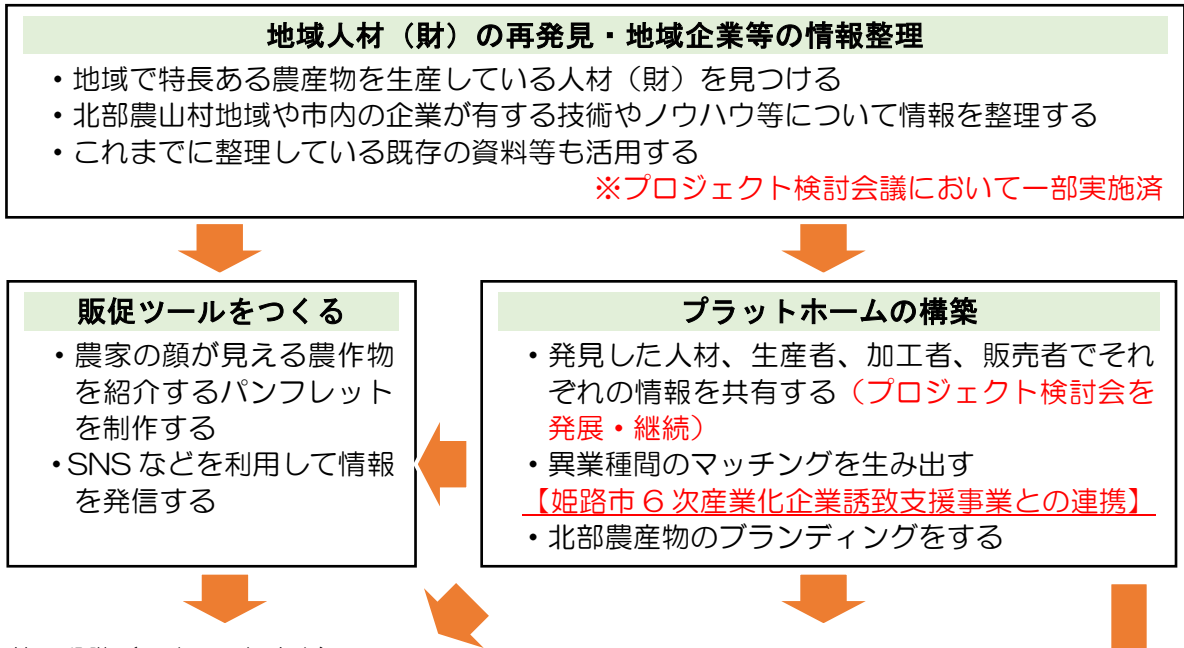 地域人材（財）の再発見・地域企業等の情報整理
・地域で特長ある農産物を生産している人材（財）を見つける
・北部農山村地域や市内の企業が有する技術やノウハウ等について情報を整理する
・これまでに整理している既存の資料等も活用する
※プロジェクト検討会議において一部実施済
販促ツールをつくる
・農家の顔が見える農作物
を紹介するパンフレット
を制作する
・SNS などを利用して情報
を発信する
プラットホームの構築
・発見した人材、生産者、加工者、販売者でそれ
ぞれの情報を共有する（プロジェクト検討会を
発展・継続）
・異業種間のマッチングを生み出す
【姫路市 6 次産業化企業誘致支援事業との連携】
・北部農産物のブランディングをする